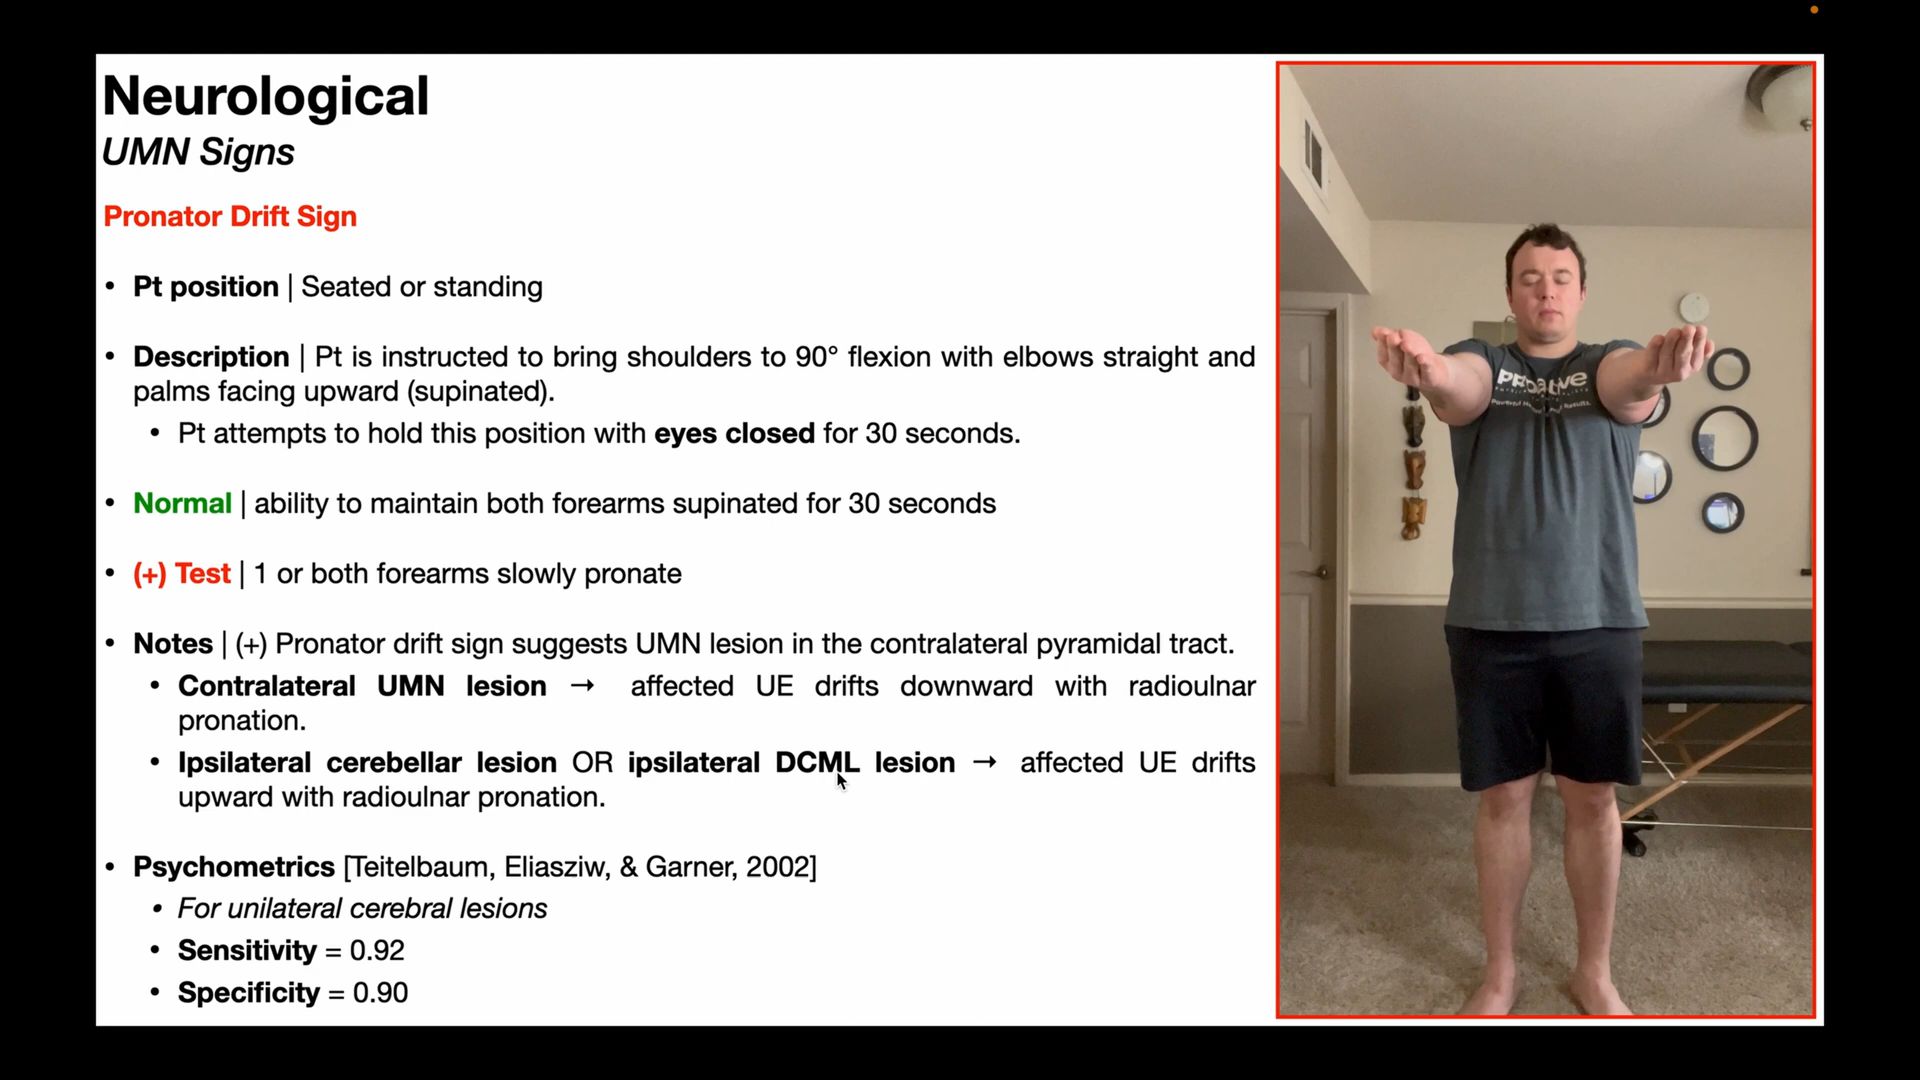 Neurological
UMN Signs
Pronator Drift Sign
• Pt position | Seated or standing
• Description | Pt is instructed to bring shoulders to 90° flexion with elbows straight and
palms facing upward (supinated).
• Pt attempts to hold this position with eyes closed for 30 seconds.
• Normal | ability to maintain both forearms supinated for 30 seconds
• (+) Test | 1 or both forearms slowly pronate
• Notes | (+) Pronator drift sign suggests UMN lesion in the contralateral pyramidal tract.
• Contralateral UMN lesion → affected UE drifts downward with radioulnar
pronation.
• Ipsilateral cerebellar lesion OR ipsilateral DCML lesion → affected UE drifts
upward with radioulnar pronation.
• Psychometrics [Teitelbaum, Eliasziw, & Garner, 2002]
• For unilateral cerebral lesions
• Sensitivity = 0.92
• Specificity = 0.90